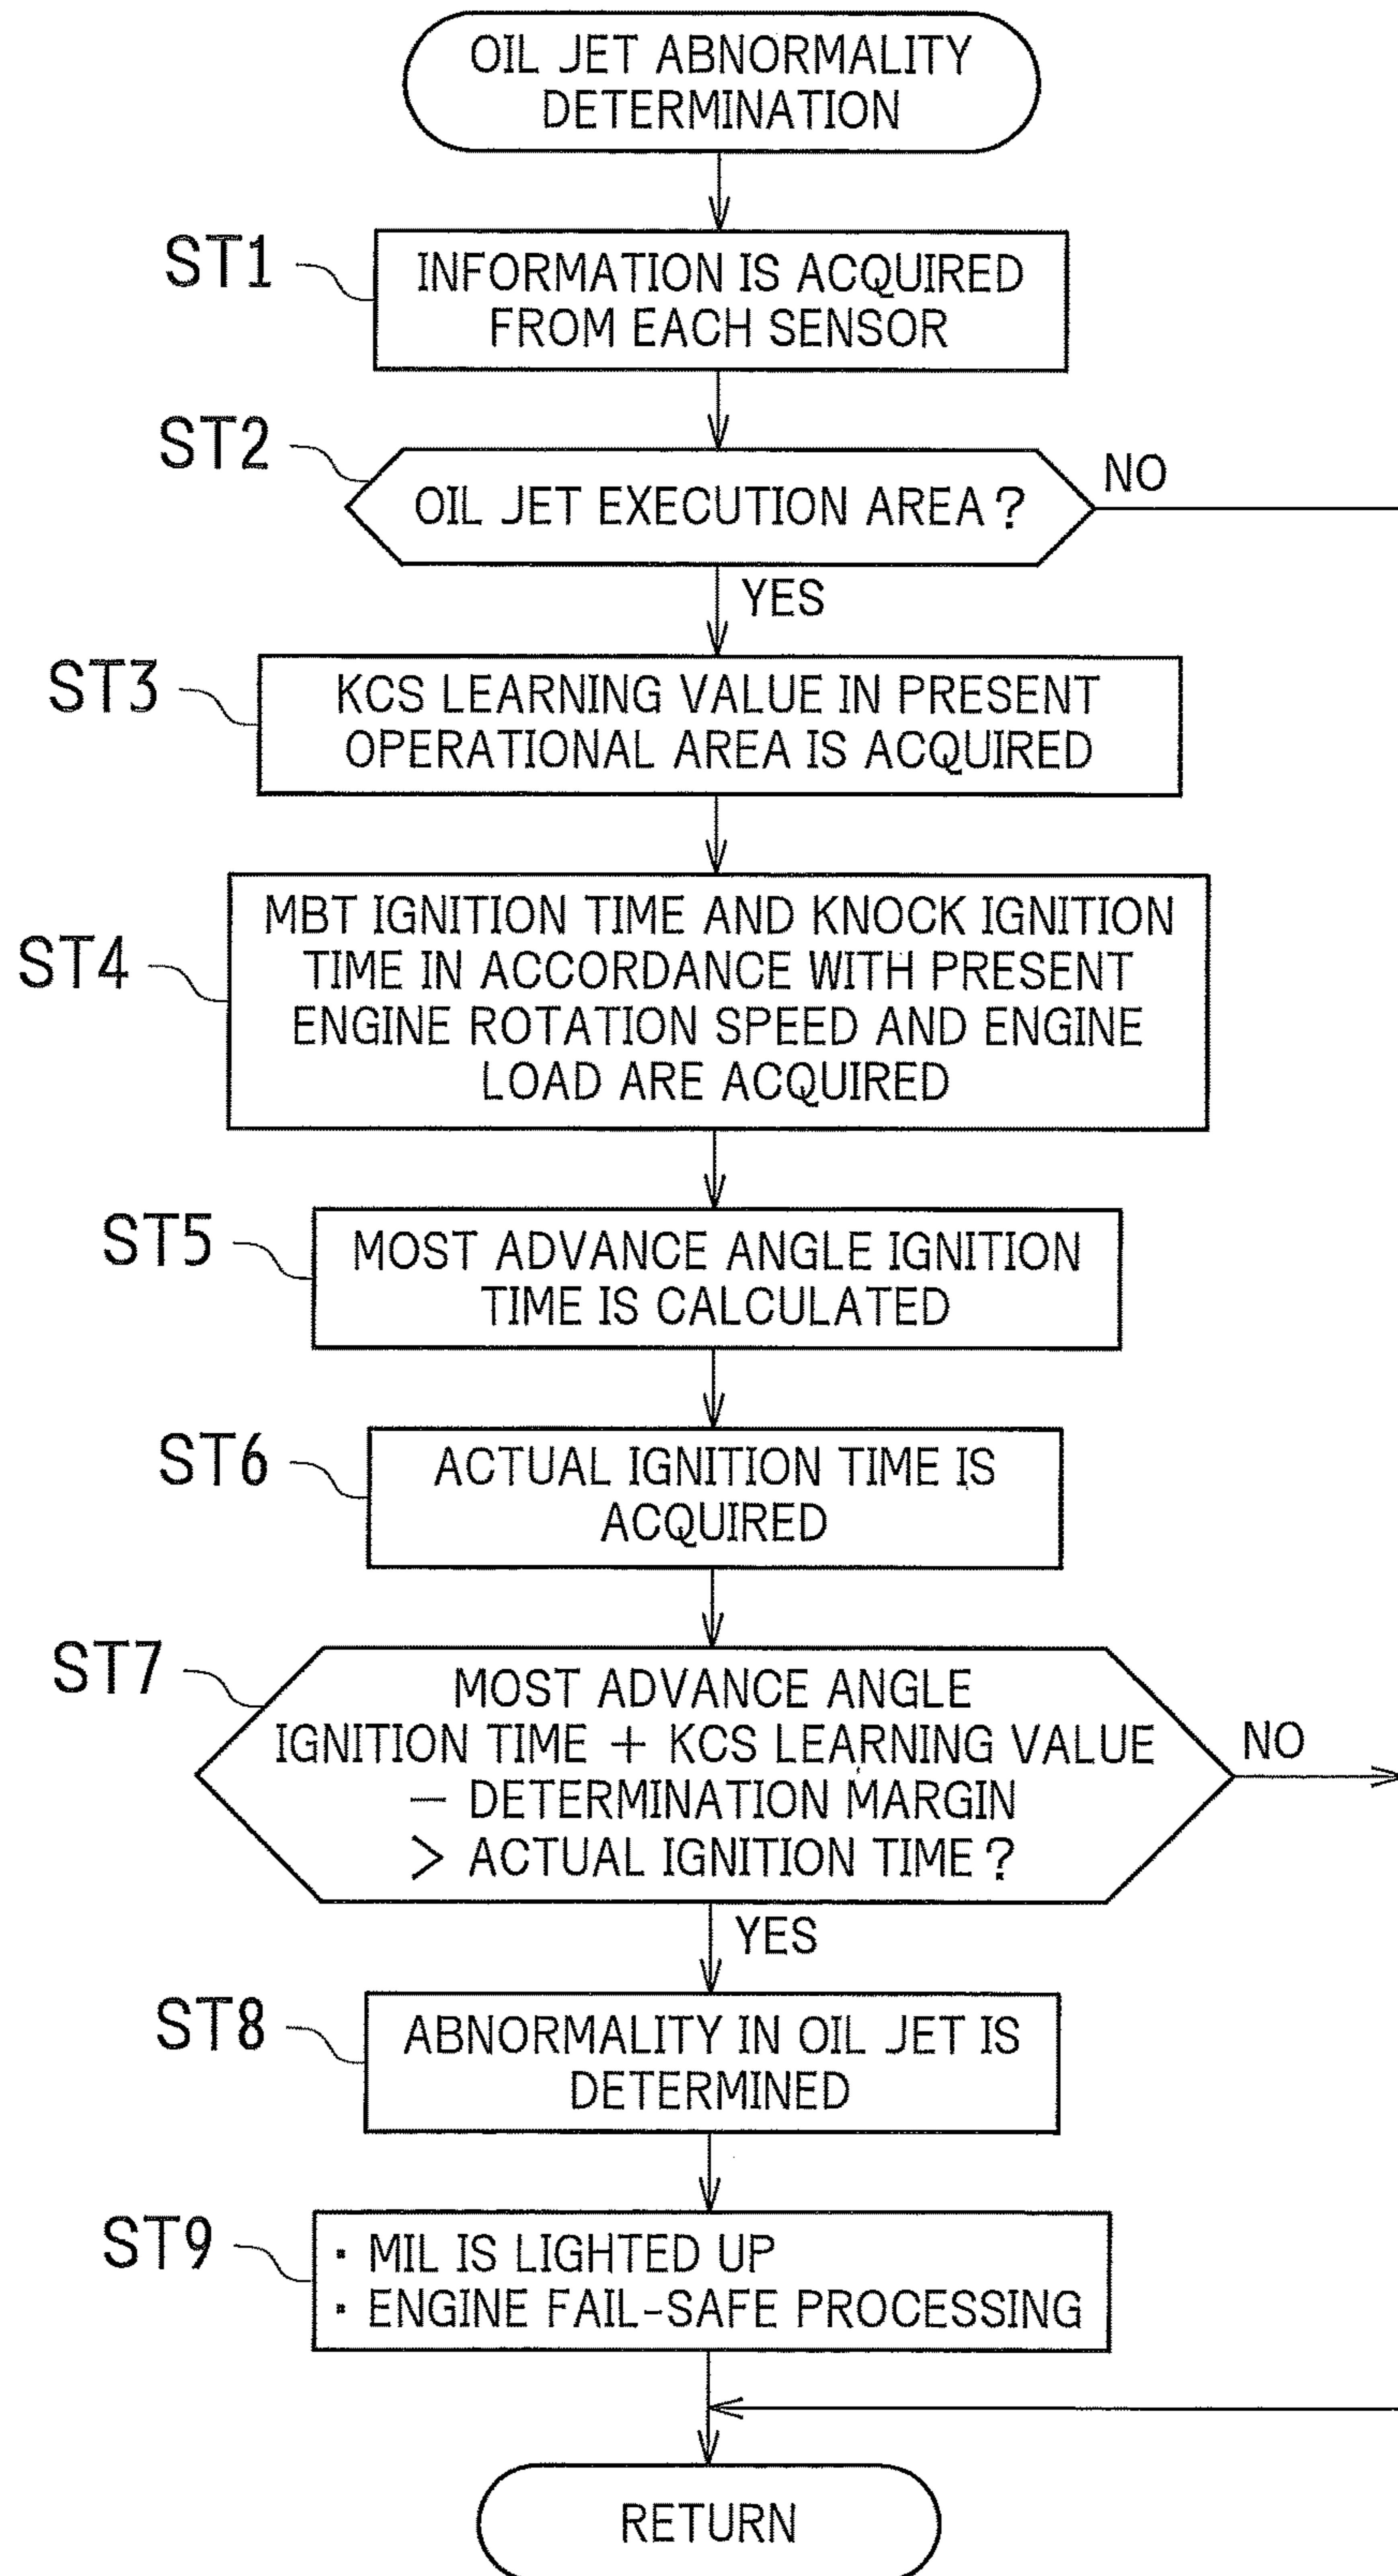 OIL JET ABNORMALITY
DETERMINATION
ST1
INFORMATION IS ACQUIRED
FROM EACH SENSOR
ST2
OIL JET EXECUTION AREA?
NO
YES
ST3
KCS LEARNING VALUE IN PRESENT
OPERATIONAL AREA IS ACQUIRED
ST4
MBT IGNITION TIME AND KNOCK IGNITION
TIME IN ACCORDANCE WITH PRESENT
ENGINE ROTATION SPEED AND ENGINE
LOAD ARE ACQUIRED
ST5
MOST ADVANCE ANGLE IGNITION
TIME IS CALCULATED
ST6
ACTUAL IGNITION TIME IS
ACQUIRED
ST7
MOST ADVANCE ANGLE
IGNITION TIME + KCS LEARNING VALUE
− DETERMINATION MARGIN
> ACTUAL IGNITION TIME?
NO
YES
ST8
ABNORMALITY IN OIL JET IS
DETERMINED
ST9
· MIL IS LIGHTED UP
· ENGINE FAIL-SAFE PROCESSING
RETURN